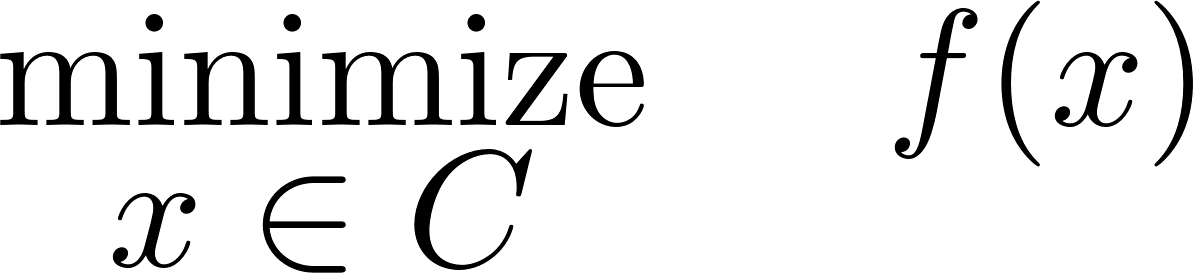 minimize f(x)
x ∈ C